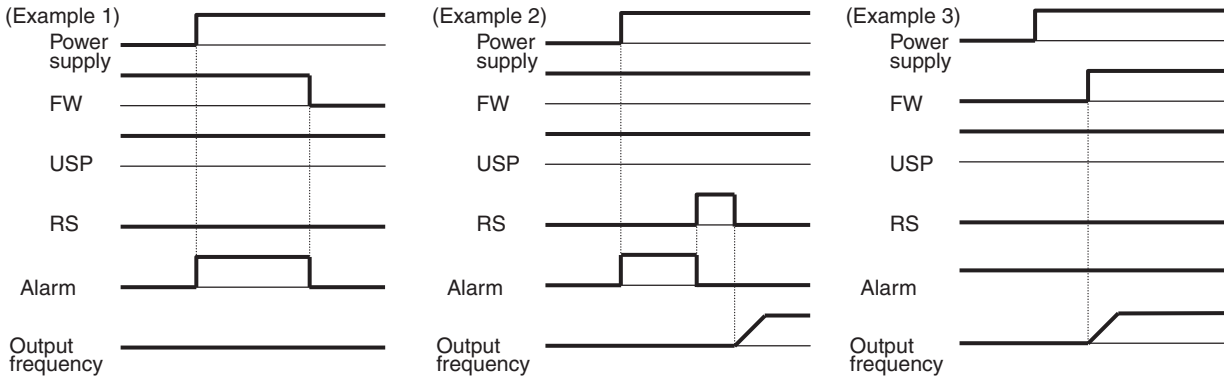 (Example 1)
Power
supply
FW
USP
RS
Alarm
Output
frequency
(Example 2)
Power
supply
FW
USP
RS
Alarm
Output
frequency
(Example 3)
Power
supply
FW
USP
RS
Alarm
Output
frequency